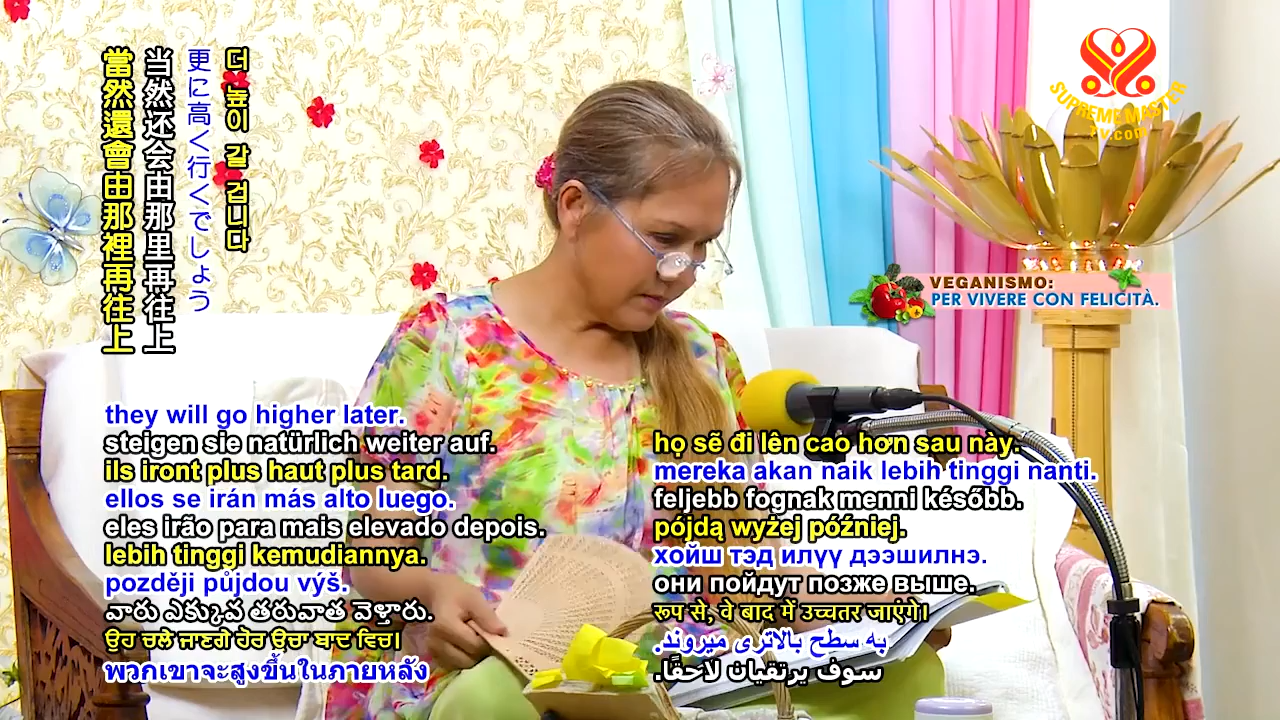 當然還會由那裡再往上
当然还会由那里再往上
更に高く行くでしょう
더 높이 갈 겁니다
SUPREME MASTER
TV.com
VEGANISMO:
PER VIVERE CON FELICITÀ.
they will go higher later.
steigen sie natürlich weiter auf.
ils iront plus haut plus tard.
ellos se irán más alto luego.
eles irão para mais elevado depois.
lebih tinggi kemudiannya.
později půjdou výš.
వారు ఎక్కువ తరువాత వెళ్తారు.
ਉਹ ਚਲੇ ਜਾਣਗੇ ਹੋਰ ਉਚਾ ਬਾਦ ਵਿਚ।
พวกเขาจะสูงขึ้นในภายหลัง
họ sẽ đi lên cao hơn sau này.
mereka akan naik lebih tinggi nanti.
feljebb fognak menni később.
pójdą wyżej później.
хойш тэд илүү дээшилнэ.
они пойдут позже выше.
रूप से, वे बाद में उच्चतर जाएंगे।
به سطح بالاتری میروند.
سوف يرتقيان لاحقًا.